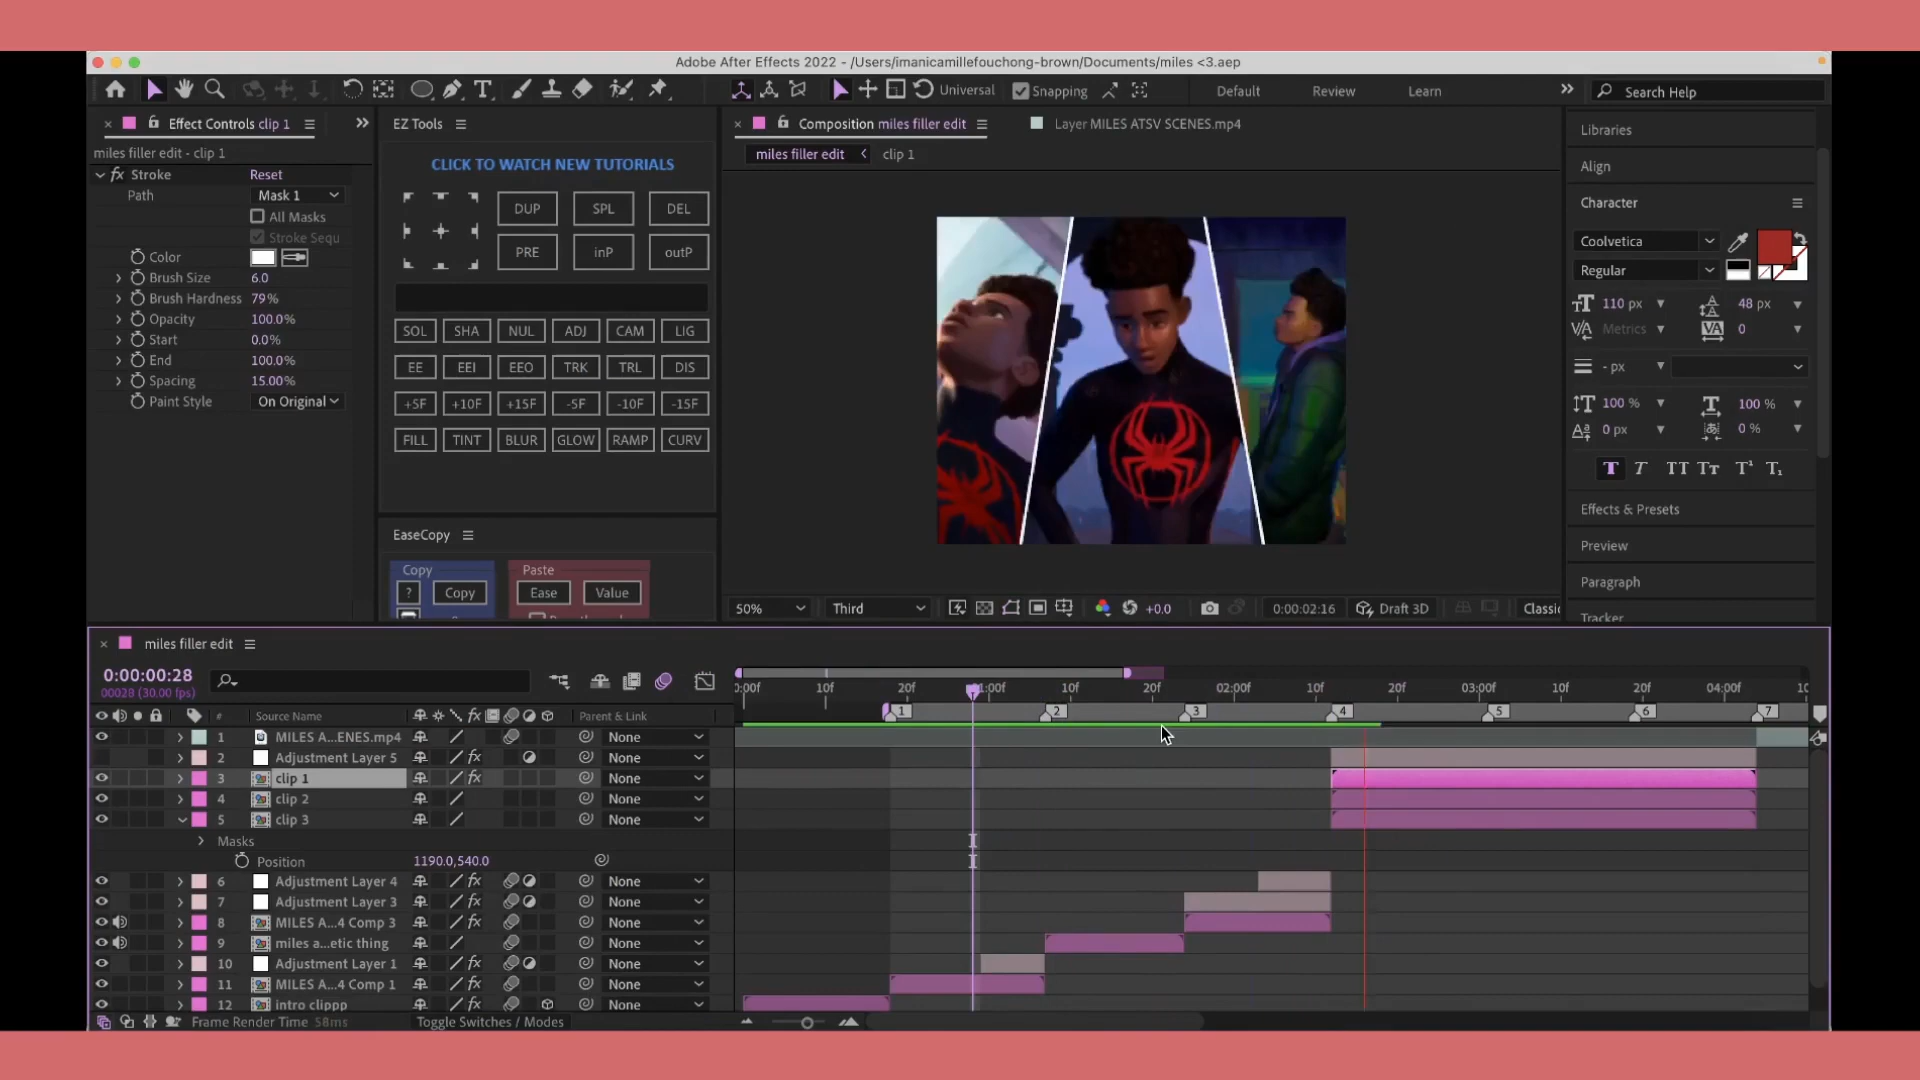 Adobe After Effects 2022 - /Users/imanicamillefouchong-brown/Documents/miles <3.aep
Universal
Snapping
Default
Review
Learn
Search Help
Effect Controls clip 1
miles filler edit - clip 1
Stroke Reset
Path Mask 1
All Masks
Stroke Sequ
Color
Brush Size 6.0
Brush Hardness 79%
Opacity 100.0%
Start 0.0%
End 100.0%
Spacing 15.00%
Paint Style On Original
EZ Tools
CLICK TO WATCH NEW TUTORIALS
DUP SPL DEL
PRE inP outP
SOL SHA NUL ADJ CAM LIG
EE EEI EEO TRK TRL DIS
+5F +10F +15F -5F -10F -15F
FILL TINT BLUR GLOW RAMP CURV
EaseCopy
Copy Paste
? Copy Ease Value
Composition miles filler edit
Layer MILES ATSV SCENES.mp4
miles filler edit < clip 1
50% Third +0.0 0:00:02:16 Draft 3D Classic
Libraries
Align
Character
Coolvetica
Regular
110 px 48 px
Metrics 0
- px
100 % 100 %
0 px 0 %
T T TT Tт T¹ T₁
Effects & Presets
Preview
Paragraph
Tracker
miles filler edit
0:00:00:28
00028 (30.00 fps)
:00f 10f 20f 01:00f 10f 20f 02:00f 10f 20f 03:00f 10f 20f 04:00f 10
1 2 3 4 5 6 7
# Source Name Parent & Link
1 MILES A...ENES.mp4 None
2 Adjustment Layer 5 None
3 clip 1 None
4 clip 2 None
5 clip 3 None
Masks
Position 1190.0,540.0
6 Adjustment Layer 4 None
7 Adjustment Layer 3 None
8 MILES A...4 Comp 3 None
9 miles a...etic thing None
10 Adjustment Layer 1 None
11 MILES A...4 Comp 1 None
12 intro clippp None
Frame Render Time 58ms Toggle Switches / Modes